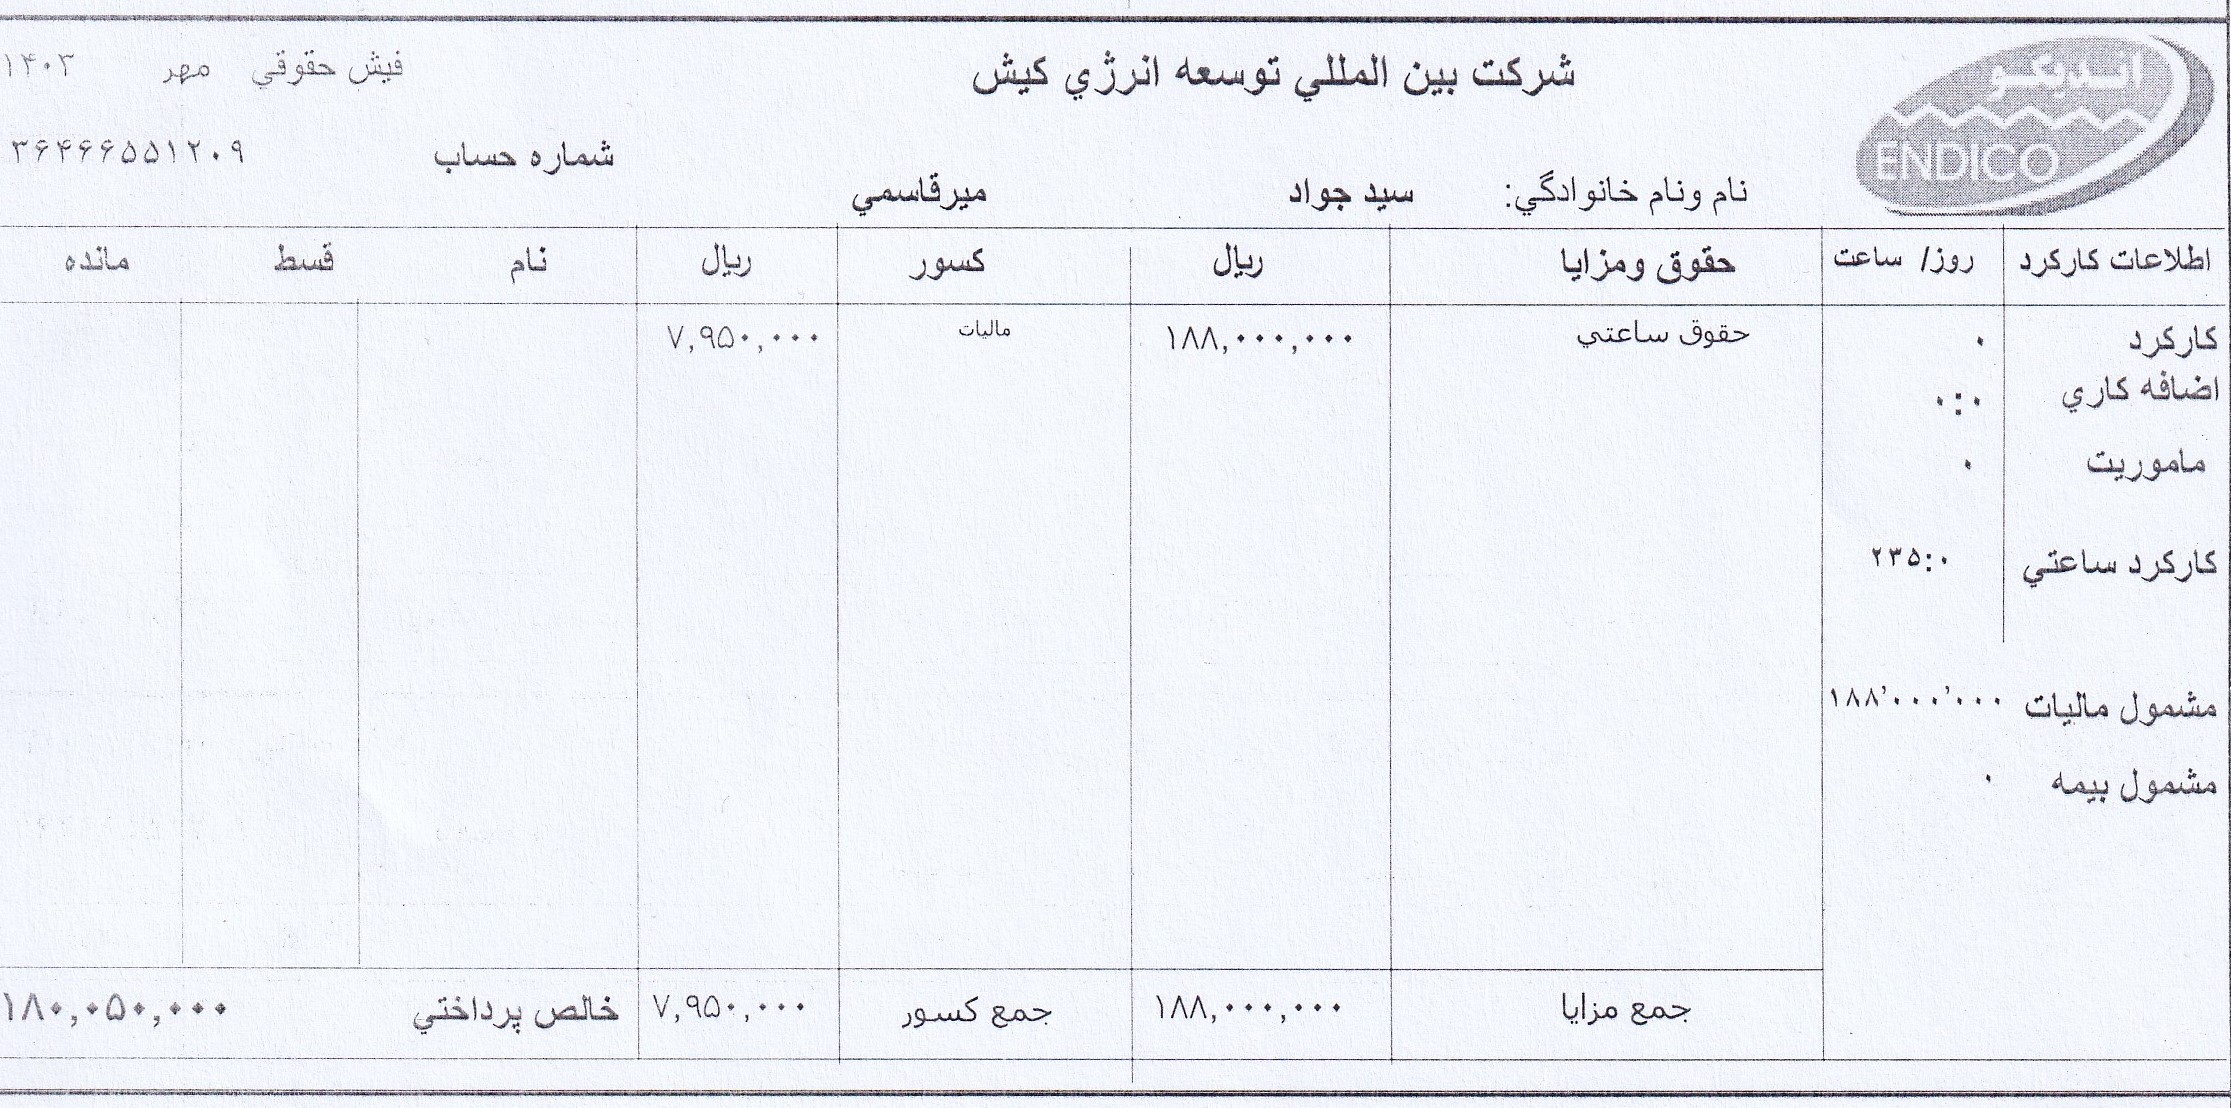 انديكو
ENDICO
شركت بين المللي توسعه انرژي كيش
فيش حقوقي مهر ۱۴۰۳
شماره حساب ۳۶۴۶۶۵۵۱۲۰۹
نام ونام خانوادگي: سيد جواد ميرقاسمي
اطلاعات كاركرد روز/ ساعت حقوق ومزايا ريال كسور ريال نام قسط مانده
كاركرد ۰ حقوق ساعتي ۱۸۸,۰۰۰,۰۰۰ ماليات ۷,۹۵۰,۰۰۰
اضافه كاري ۰:۰
ماموريت ۰
كاركرد ساعتي ۲۳۵:۰
مشمول ماليات ۱۸۸٬۰۰۰٬۰۰۰
مشمول بيمه ۰
جمع مزايا ۱۸۸,۰۰۰,۰۰۰ جمع كسور ۷,۹۵۰,۰۰۰ خالص پرداختي ۱۸۰,۰۵۰,۰۰۰